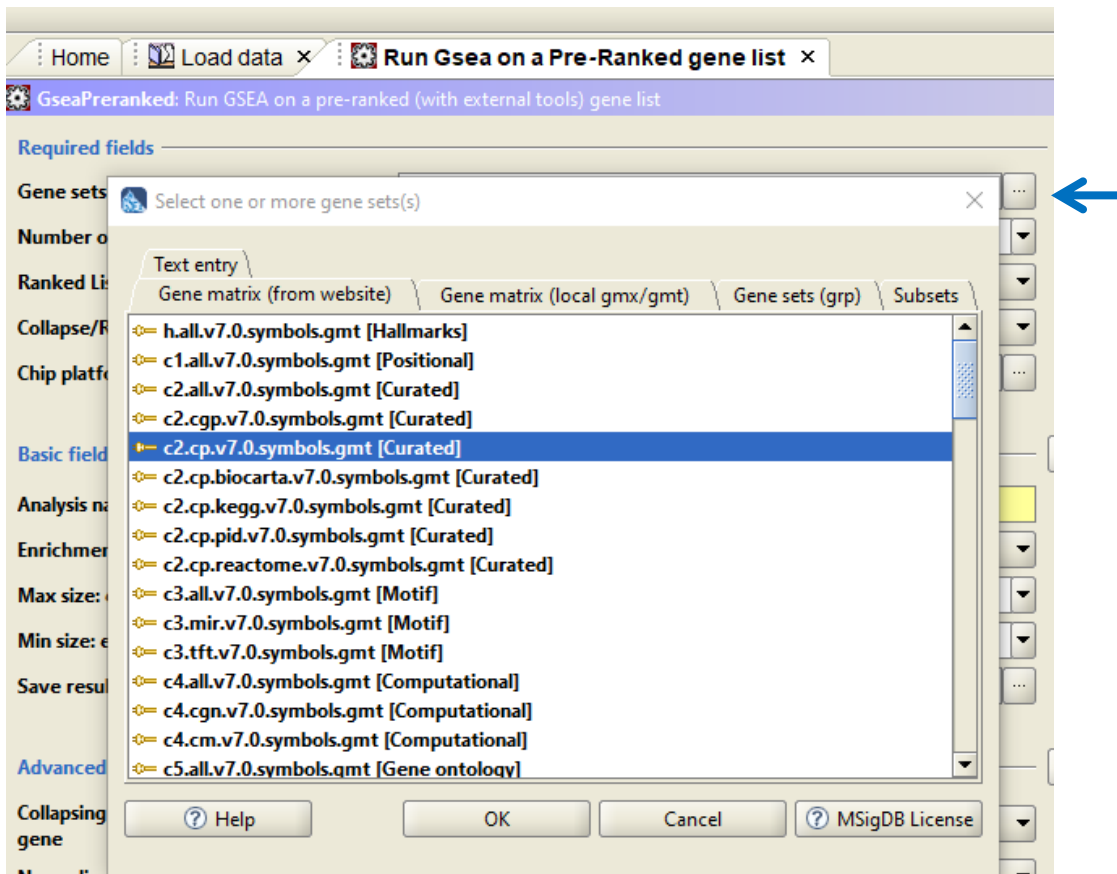 Home
Load data ×
Run Gsea on a Pre-Ranked gene list ×
GseaPreranked: Run GSEA on a pre-ranked (with external tools) gene list
Required fields
Gene sets
Select one or more gene sets(s)
Number o
Text entry
Ranked Li
Gene matrix (from website)
Gene matrix (local gmx/gmt)
Gene sets (grp)
Subsets
Collapse/R
Chip platf
h.all.v7.0.symbols.gmt [Hallmarks]
c1.all.v7.0.symbols.gmt [Positional]
c2.all.v7.0.symbols.gmt [Curated]
c2.cgp.v7.0.symbols.gmt [Curated]
c2.cp.v7.0.symbols.gmt [Curated]
c2.cp.biocarta.v7.0.symbols.gmt [Curated]
c2.cp.kegg.v7.0.symbols.gmt [Curated]
c2.cp.pid.v7.0.symbols.gmt [Curated]
c2.cp.reactome.v7.0.symbols.gmt [Curated]
c3.all.v7.0.symbols.gmt [Motif]
c3.mir.v7.0.symbols.gmt [Motif]
c3.tft.v7.0.symbols.gmt [Motif]
c4.all.v7.0.symbols.gmt [Computational]
c4.cgn.v7.0.symbols.gmt [Computational]
c4.cm.v7.0.symbols.gmt [Computational]
c5.all.v7.0.symbols.gmt [Gene ontology]
Basic field
Analysis na
Enrichmen
Max size:
Min size: e
Save resul
Advanced
Collapsing
gene
Help
OK
Cancel
MSigDB License